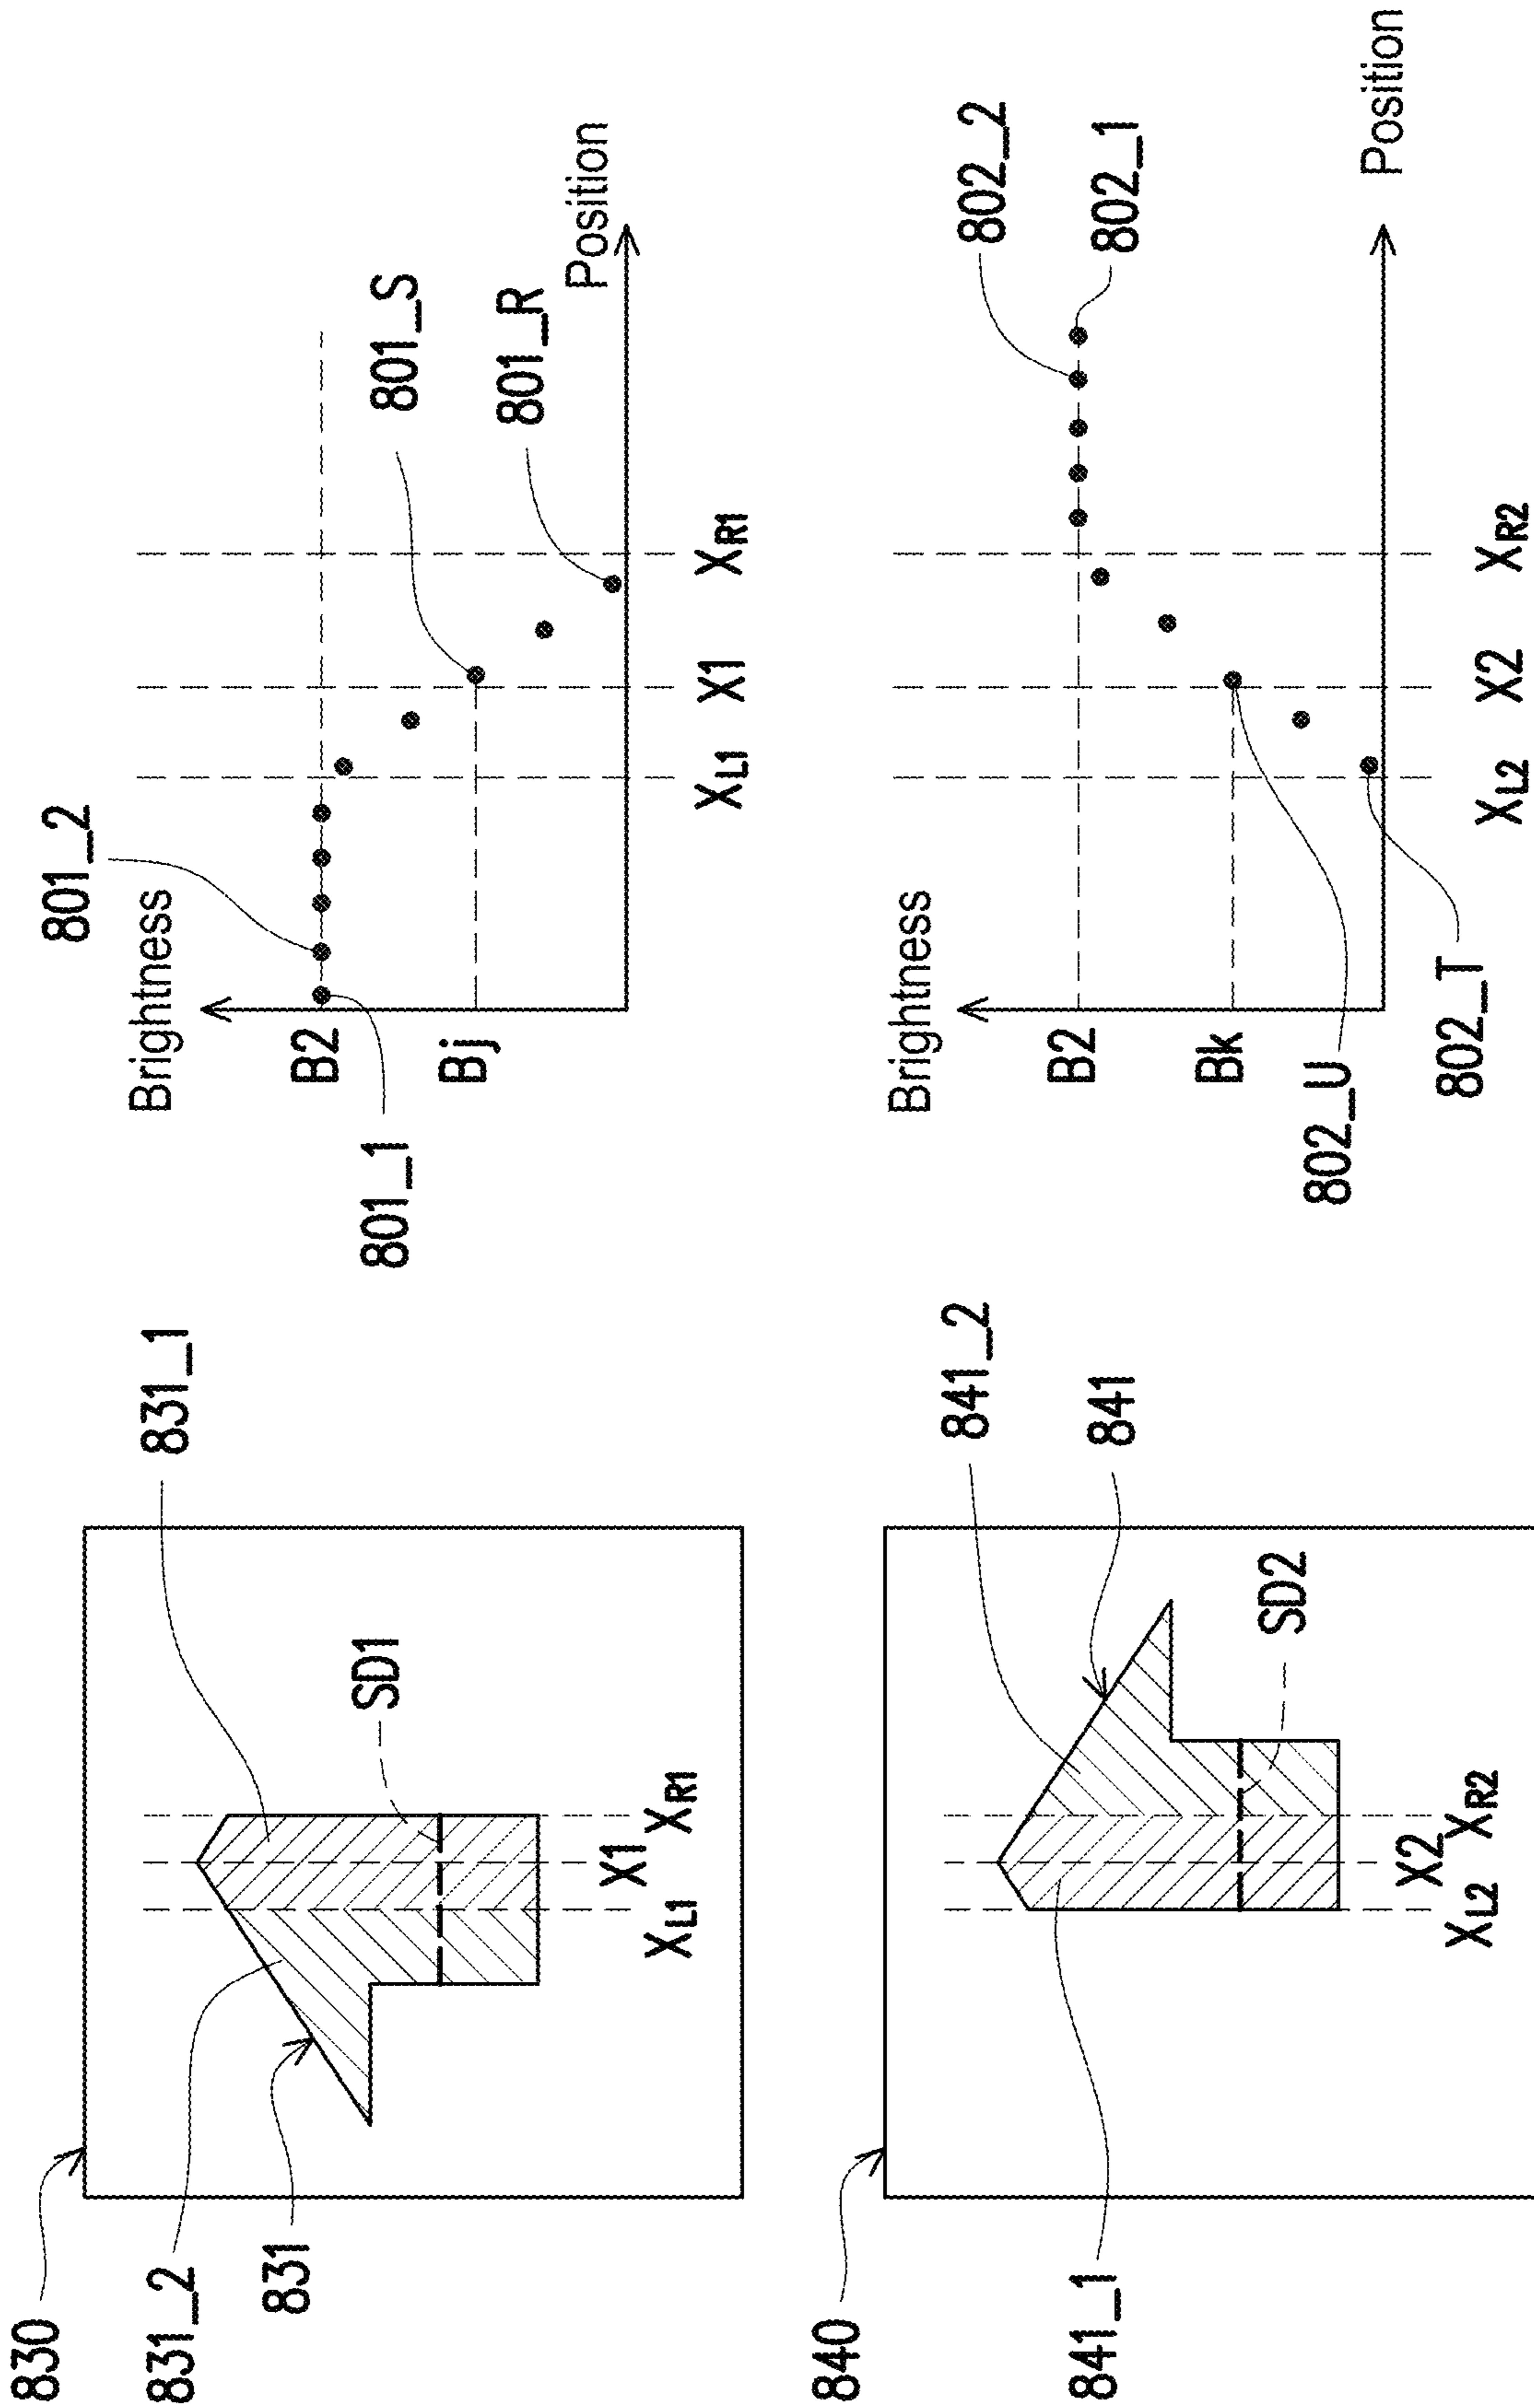 830
831_2
831
831_1
SD1
XL1
X1
XR1
801_2
Brightness
B2
Bj
801_1
801_S
801_R
Position
XL1
X1
XR1
840
841_1
841_2
841
SD2
XL2
X2
XR2
Brightness
B2
Bk
802_U
802_T
802_2
802_1
Position
XL2
X2
XR2